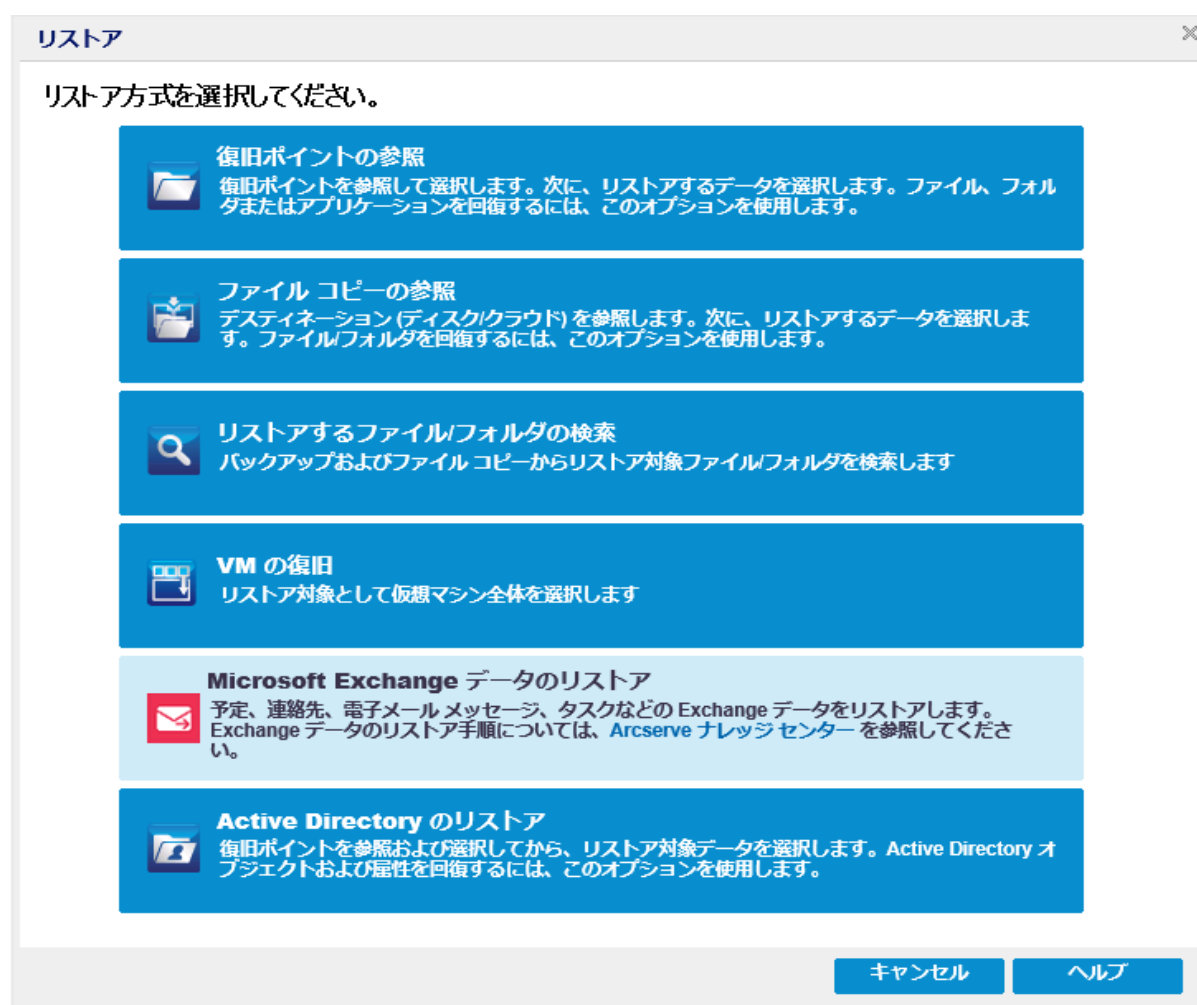 リストア
リストア方式を選択してください。
復旧ポイントの参照
復旧ポイントを参照して選択します。次に、リストアするデータを選択します。ファイル、フォル
ダまたはアプリケーションを回復するには、このオプションを使用します。
ファイル コピーの参照
デスティネーション (ディスク/クラウド) を参照します。次に、リストアするデータを選択しま
す。ファイル/フォルダを回復するには、このオプションを使用します。
リストアするファイル/フォルダの検索
バックアップおよびファイル コピーからリストア対象ファイル/フォルダを検索します
VM の復旧
リストア対象として仮想マシン全体を選択します
Microsoft Exchange データのリストア
予定、連絡先、電子メール メッセージ、タスクなどの Exchange データをリストアします。
Exchange データのリストア手順については、Arcserve ナレッジ センター を参照してくださ
い。
Active Directory のリストア
復旧ポイントを参照および選択してから、リストア対象データを選択します。Active Directory オ
ブジェクトおよび属性を回復するには、このオプションを使用します。
キャンセル
ヘルプ